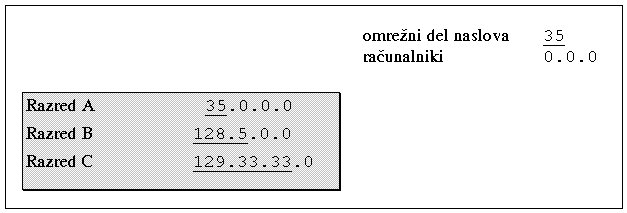 omrežni del naslova 35
računalniki 0.0.0
Razred A 35.0.0.0
Razred B 128.5.0.0
Razred C 129.33.33.0